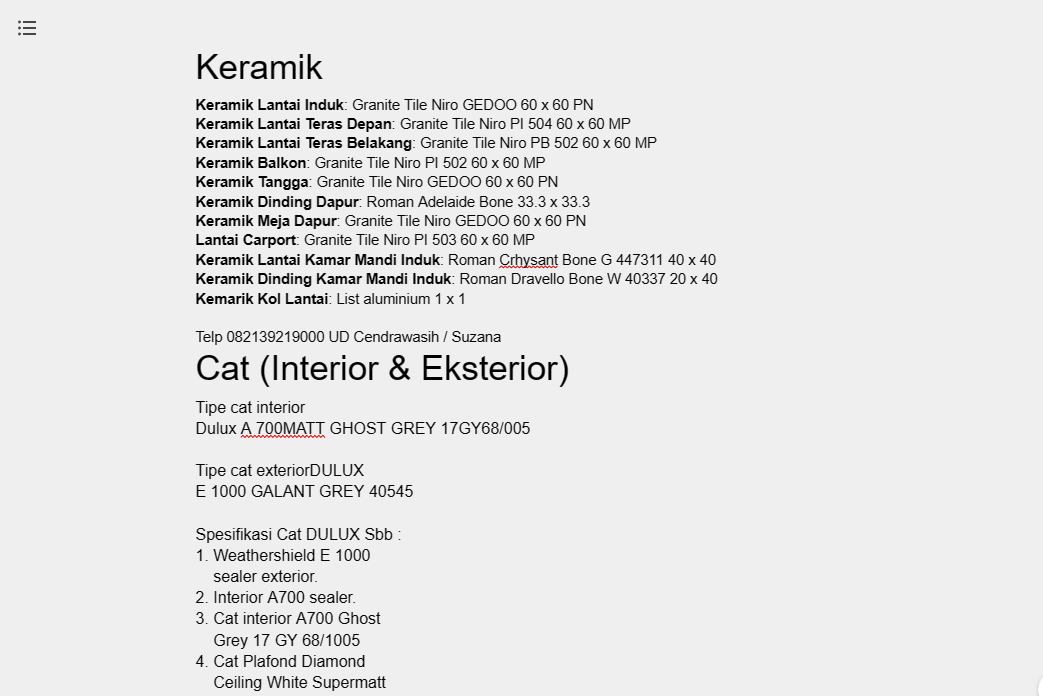 Keramik
Keramik Lantai Induk: Granite Tile Niro GEDOO 60 x 60 PN
Keramik Lantai Teras Depan: Granite Tile Niro PI 504 60 x 60 MP
Keramik Lantai Teras Belakang: Granite Tile Niro PB 502 60 x 60 MP
Keramik Balkon: Granite Tile Niro PI 502 60 x 60 MP
Keramik Tangga: Granite Tile Niro GEDOO 60 x 60 PN
Keramik Dinding Dapur: Roman Adelaide Bone 33.3 x 33.3
Keramik Meja Dapur: Granite Tile Niro GEDOO 60 x 60 PN
Lantai Carport: Granite Tile Niro PI 503 60 x 60 MP
Keramik Lantai Kamar Mandi Induk: Roman Crhysant Bone G 447311 40 x 40
Keramik Dinding Kamar Mandi Induk: Roman Dravello Bone W 40337 20 x 40
Kemarik Kol Lantai: List aluminium 1 x 1
Telp 082139219000 UD Cendrawasih / Suzana
Cat (Interior & Eksterior)
Tipe cat interior
Dulux A 700MATT GHOST GREY 17GY68/005
Tipe cat exteriorDULUX
E 1000 GALANT GREY 40545
Spesifikasi Cat DULUX Sbb :
1. Weathershield E 1000
sealer exterior.
2. Interior A700 sealer.
3. Cat interior A700 Ghost
Grey 17 GY 68/1005
4. Cat Plafond Diamond
Ceiling White Supermatt